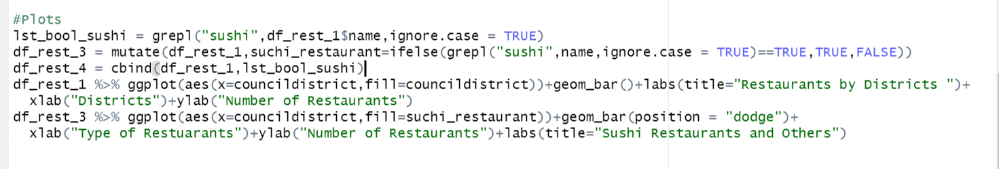 #Plots
lst_bool_sushi = grepl("sushi",df_rest_1$name,ignore.case = TRUE)
df_rest_3 = mutate(df_rest_1,suchi_restaurant=ifelse(grepl("sushi",name,ignore.case = TRUE)==TRUE,TRUE,FALSE))
df_rest_4 = cbind(df_rest_1,lst_bool_sushi)
df_rest_1 %>% ggplot(aes(x=councildistrict,fill=councildistrict))+geom_bar()+labs(title="Restaurants by Districts ")+
  xlab("Districts")+ylab("Number of Restaurants")
df_rest_3 %>% ggplot(aes(x=councildistrict,fill=suchi_restaurant))+geom_bar(position = "dodge")+
  xlab("Type of Restuarants")+ylab("Number of Restaurants")+labs(title="Sushi Restaurants and Others")